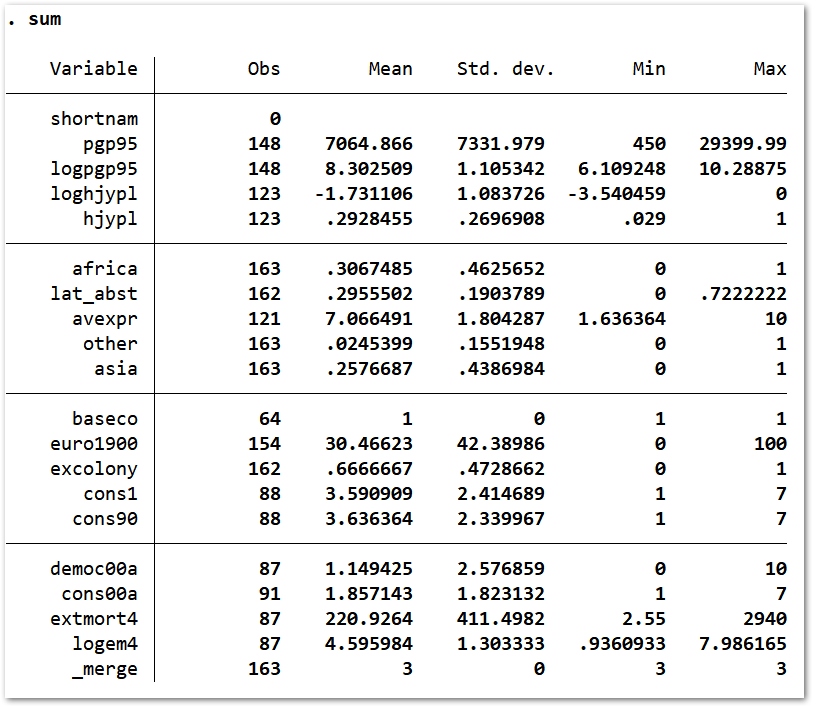 . sum
Variable Obs Mean Std. dev. Min Max
shortnam 0
pgp95 148 7064.866 7331.979 450 29399.99
logpgp95 148 8.302509 1.105342 6.109248 10.28875
loghjypl 123 -1.731106 1.083726 -3.540459 0
hjypl 123 .2928455 .2696908 .029 1
africa 163 .3067485 .4625652 0 1
lat_abst 162 .2955502 .1903789 0 .7222222
avexpr 121 7.066491 1.804287 1.636364 10
other 163 .0245399 .1551948 0 1
asia 163 .2576687 .4386984 0 1
baseco 64 1 0 1 1
euro1900 154 30.46623 42.38986 0 100
excolony 162 .6666667 .4728662 0 1
cons1 88 3.590909 2.414689 1 7
cons90 88 3.636364 2.339967 1 7
democ00a 87 1.149425 2.576859 0 10
cons00a 91 1.857143 1.823132 1 7
extmort4 87 220.9264 411.4982 2.55 2940
logem4 87 4.595984 1.303333 .9360933 7.986165
_merge 163 3 0 3 3